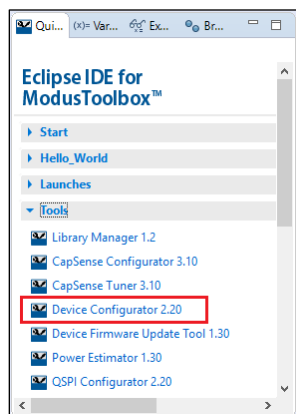 Qui... (x)= Var... Ex... Br...
Eclipse IDE for
ModusToolbox™
Start
Hello_World
Launches
Tools
Library Manager 1.2
CapSense Configurator 3.10
CapSense Tuner 3.10
Device Configurator 2.20
Device Firmware Update Tool 1.30
Power Estimator 1.30
QSPI Configurator 2.20